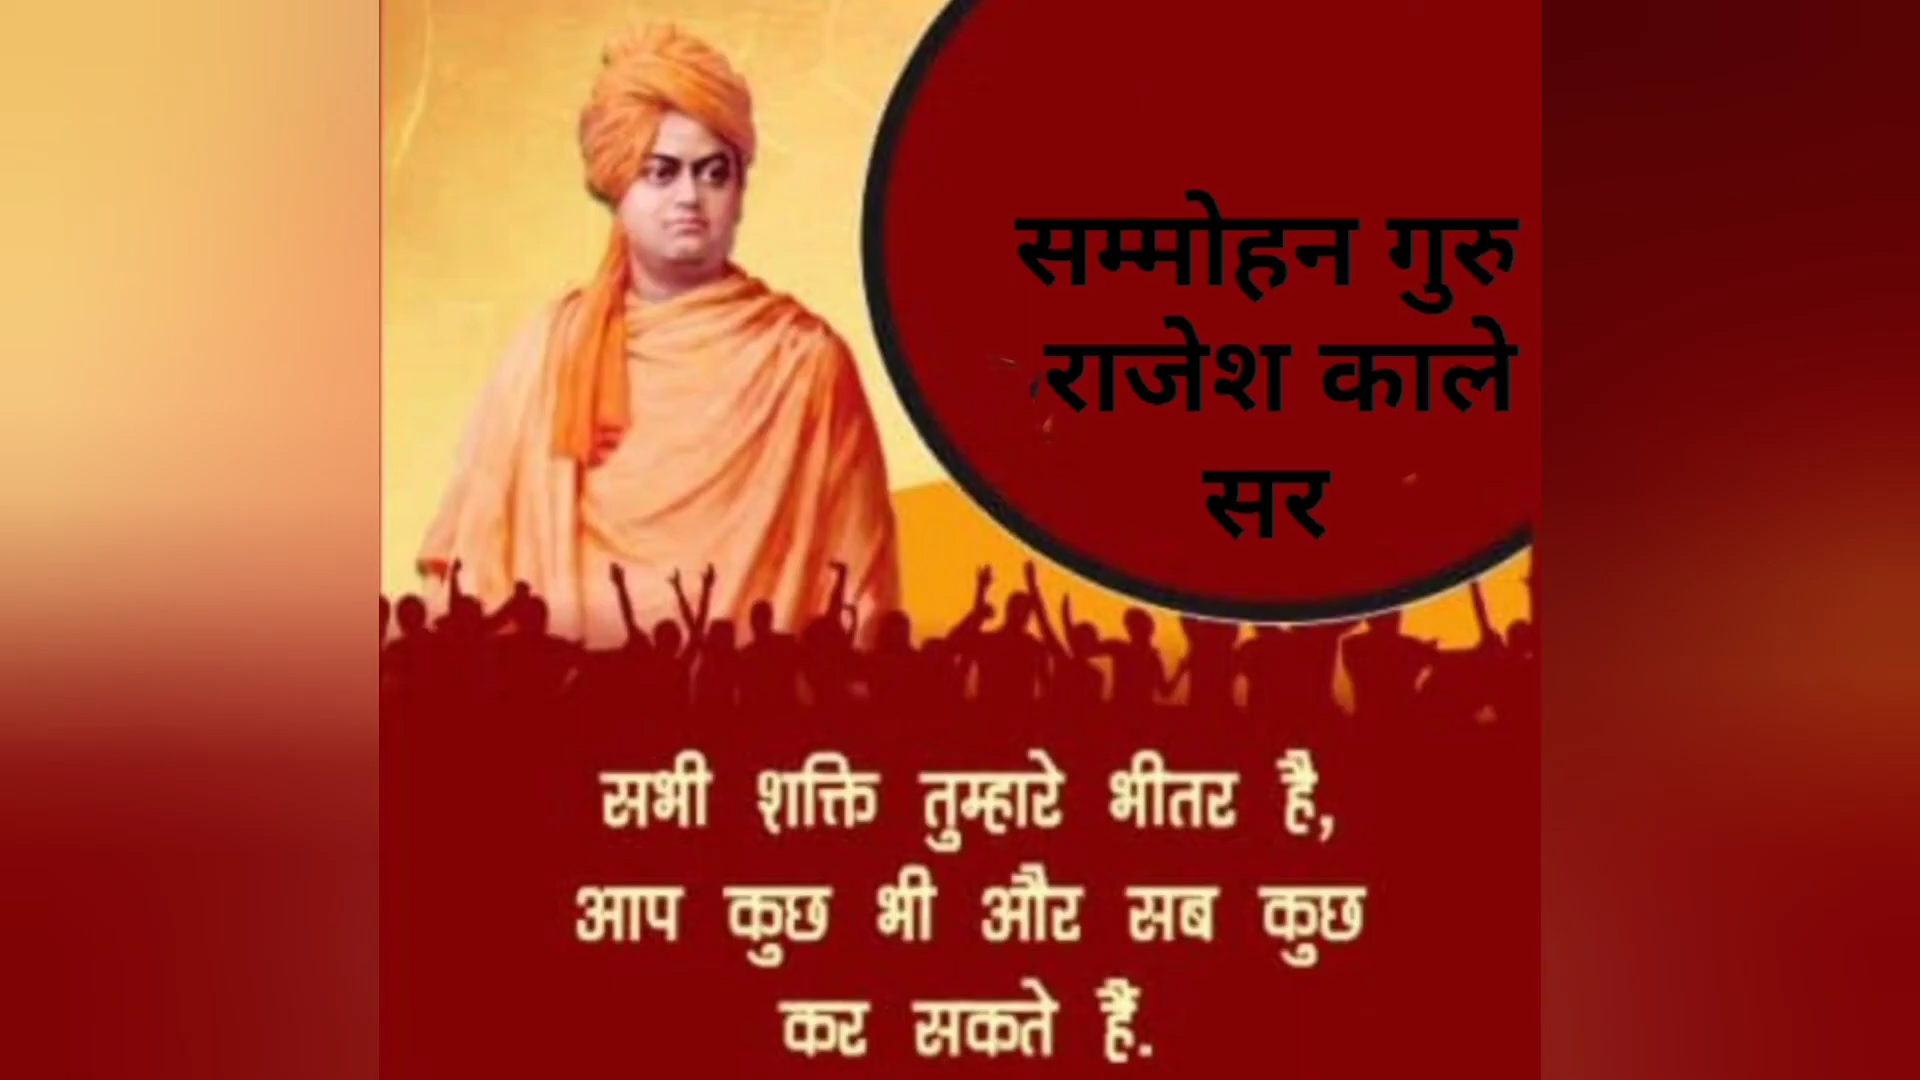 सम्मोहन गुरु
राजेश काले
सर
सभी शक्ति तुम्हारे भीतर है,
आप कुछ भी और सब कुछ
कर सकते हैं.